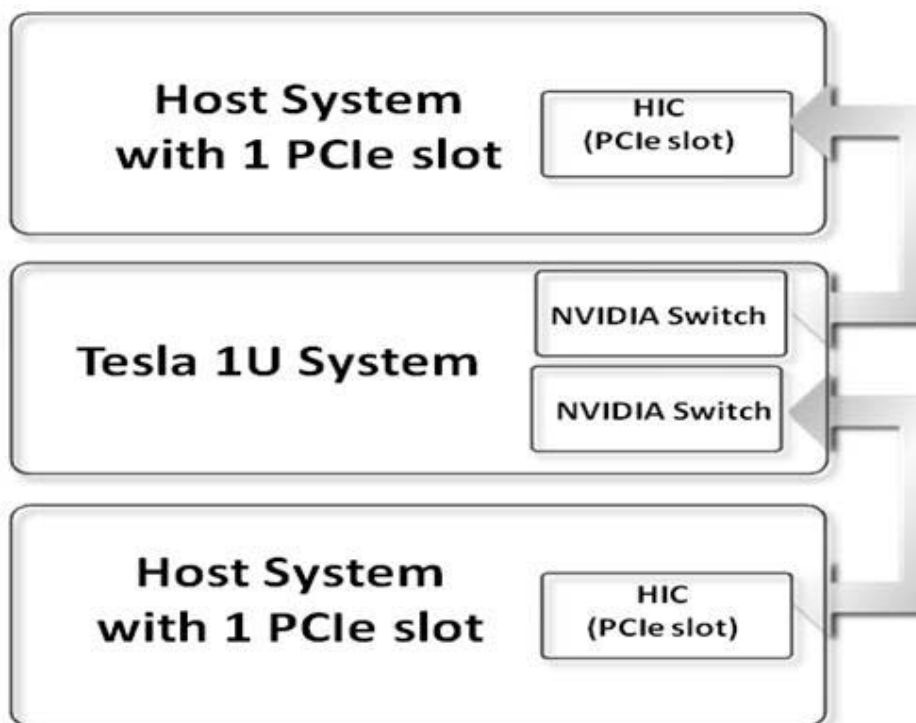 Host System
with 1 PCIe slot
HIC
(PCIe slot)
Tesla 1U System
NVIDIA Switch
NVIDIA Switch
Host System
with 1 PCIe slot
HIC
(PCIe slot)